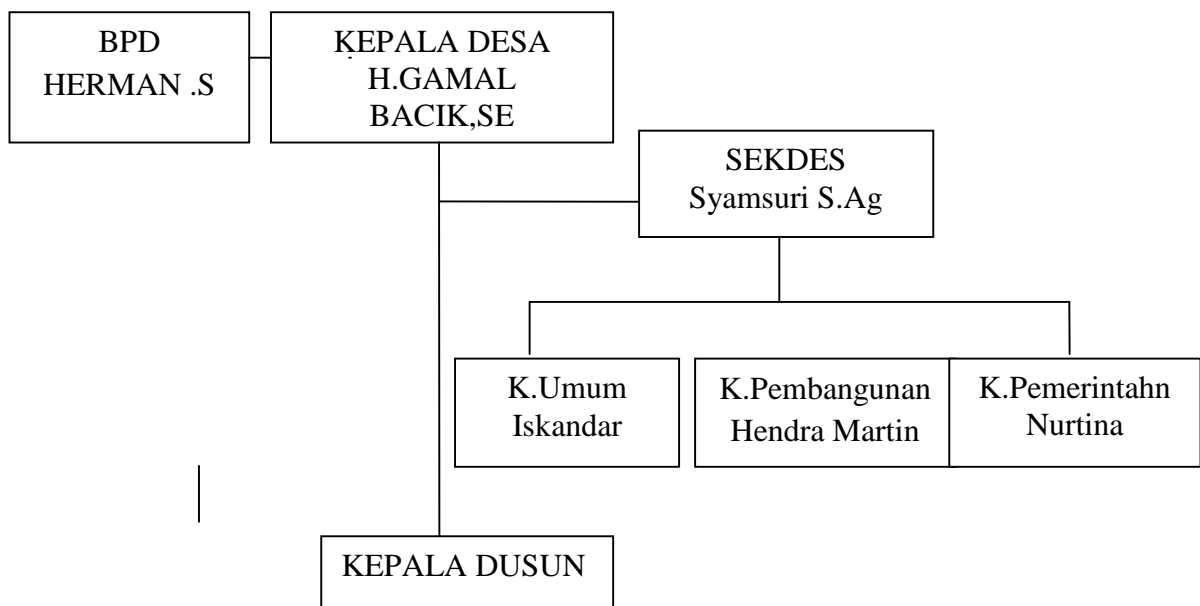 BPD
HERMAN .S
KEPALA DESA
H.GAMAL
BACIK,SE
SEKDES
Syamsuri S.Ag
K.Umum
Iskandar
K.Pembangunan
Hendra Martin
K.Pemerintahn
Nurtina
KEPALA DUSUN